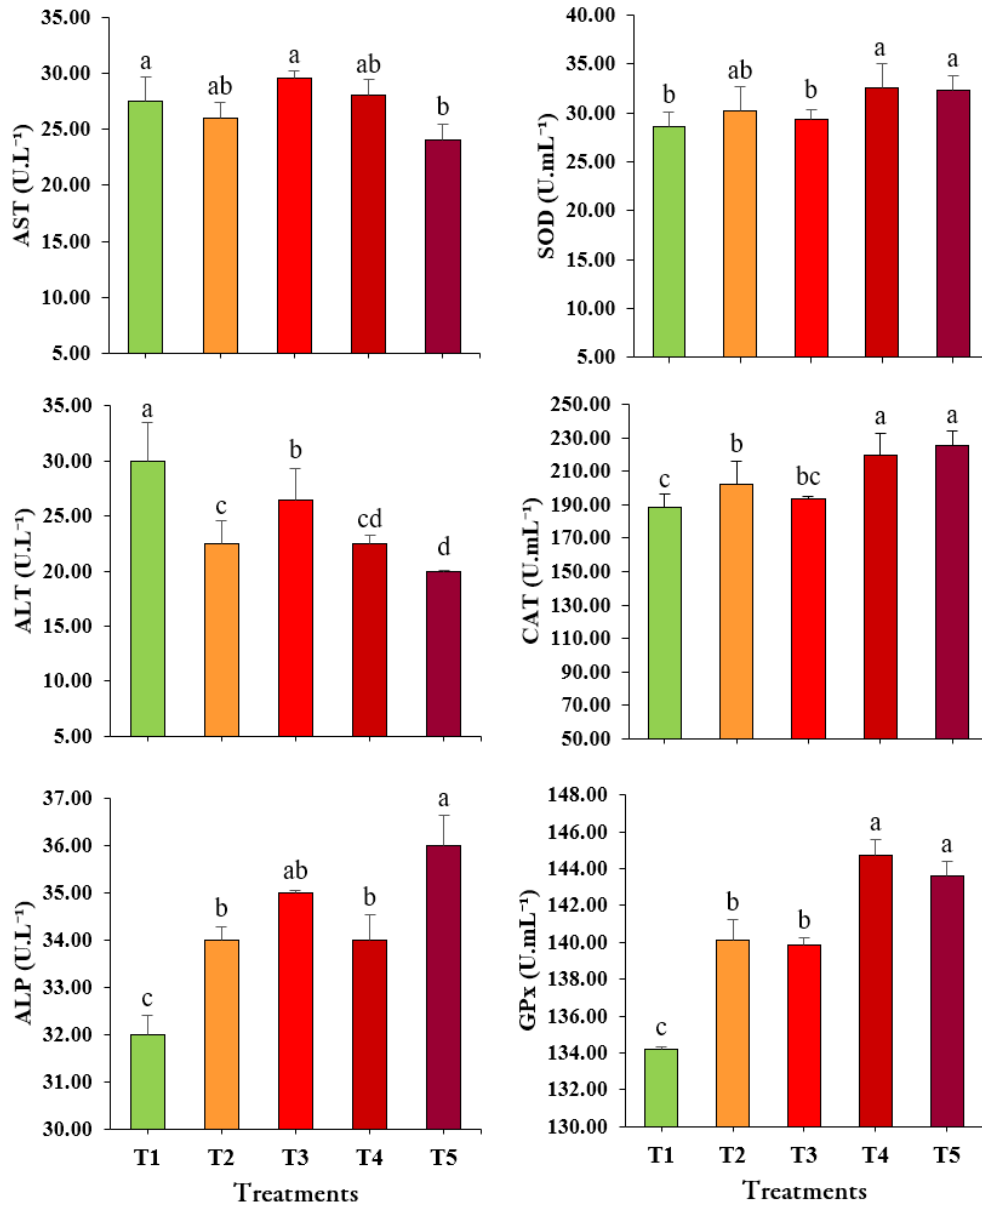 35.00
30.00
25.00
20.00
15.00
10.00
5.00
AST (U.L⁻¹)
a
ab
a
ab
b
40.00
35.00
30.00
25.00
20.00
15.00
10.00
5.00
SOD (U.mL⁻¹)
b
ab
b
a
a
35.00
30.00
25.00
20.00
15.00
10.00
5.00
ALT (U.L⁻¹)
a
c
b
cd
d
250.00
230.00
210.00
190.00
170.00
150.00
130.00
110.00
90.00
70.00
50.00
CAT (U.mL⁻¹)
c
b
bc
a
a
37.00
36.00
35.00
34.00
33.00
32.00
31.00
30.00
ALP (U.L⁻¹)
c
b
ab
b
a
T1 T2 T3 T4 T5
Treatments
148.00
146.00
144.00
142.00
140.00
138.00
136.00
134.00
132.00
130.00
GPx (U.mL⁻¹)
c
b
b
a
a
T1 T2 T3 T4 T5
Treatments